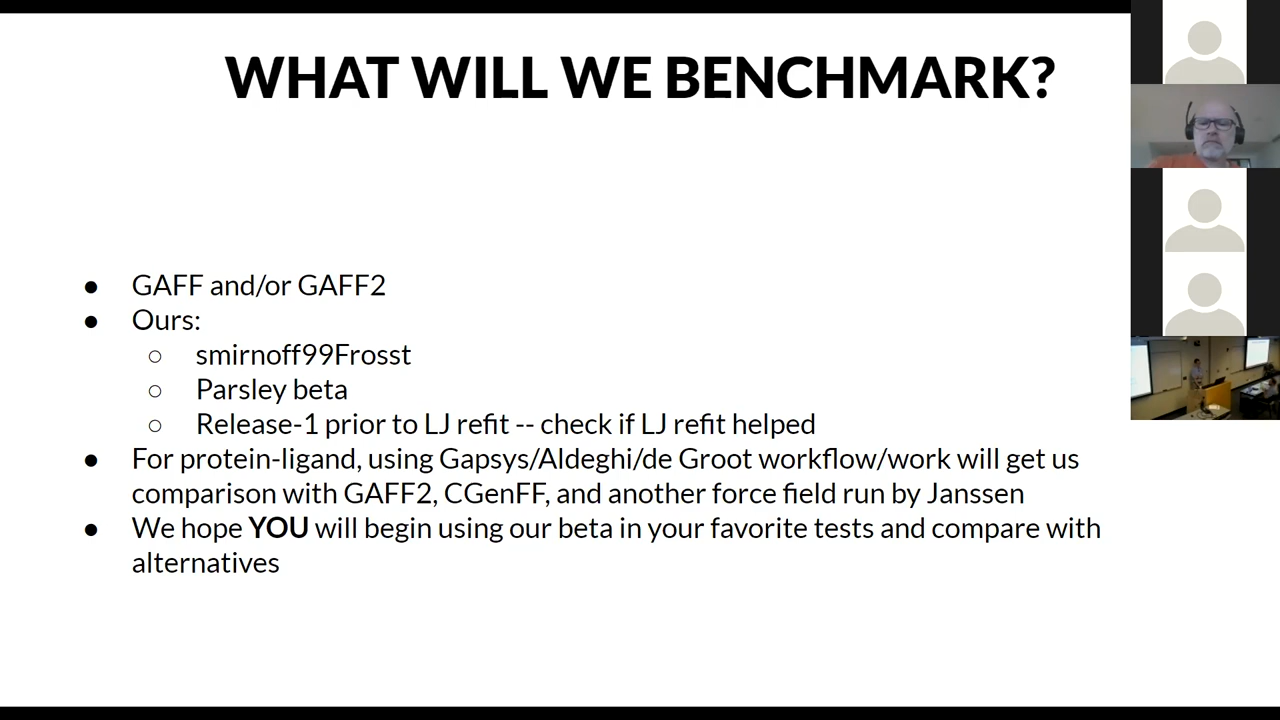 WHAT WILL WE BENCHMARK?
● GAFF and/or GAFF2
● Ours:
○ smirnoff99Frosst
○ Parsley beta
○ Release-1 prior to LJ refit -- check if LJ refit helped
● For protein-ligand, using Gapsys/Aldeghi/de Groot workflow/work will get us
comparison with GAFF2, CGenFF, and another force field run by Janssen
● We hope YOU will begin using our beta in your favorite tests and compare with
alternatives